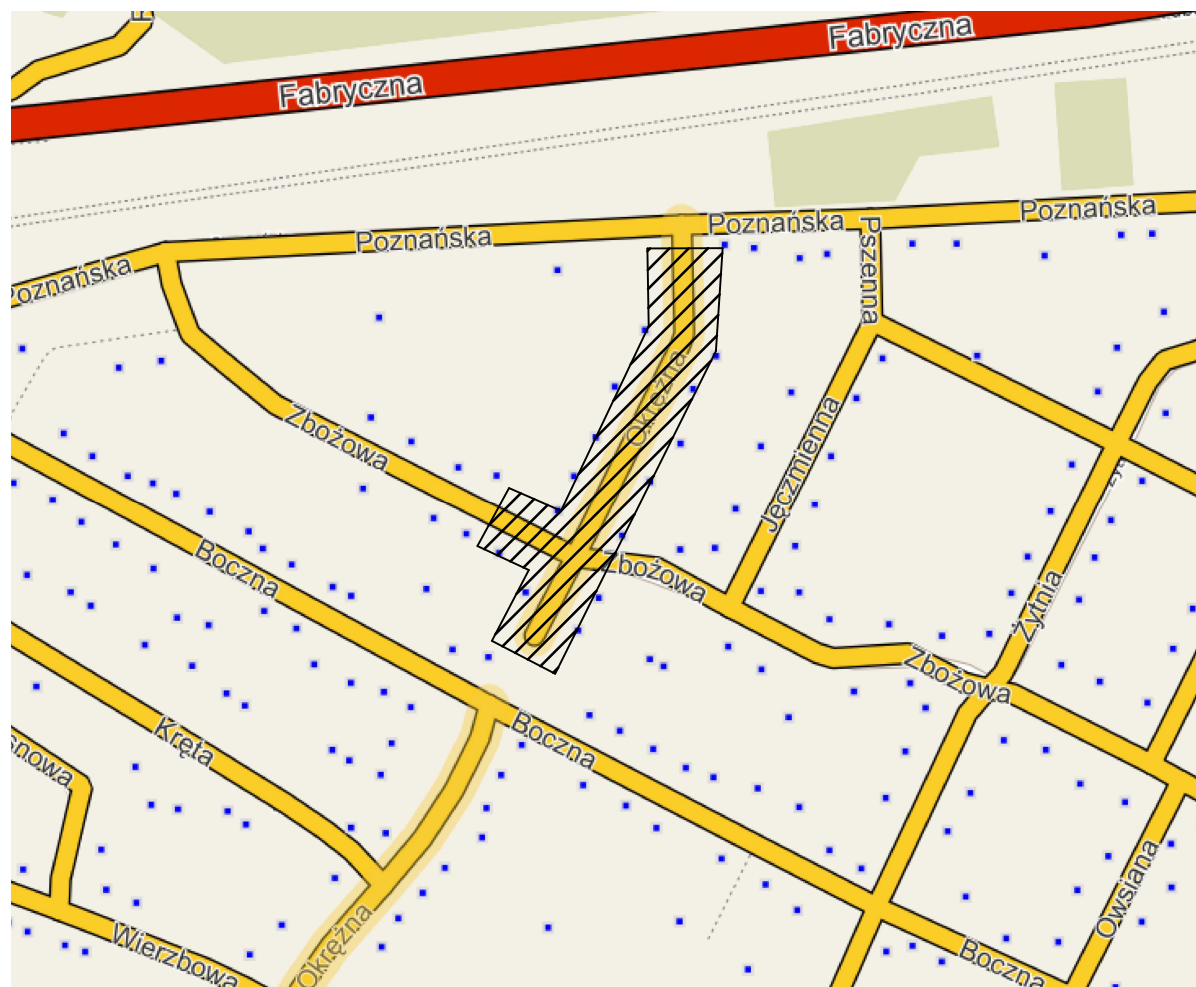 Fabryczna
Fabryczna
Poznańska
Poznańska
Poznańska
Poznańska
Pszenna
Okrężna
Zbożowa
Jęczmienna
Boczna
Zbożowa
Żytnia
Zbożowa
Kręta
Boczna
Owsiana
Okrężna
Wierzbowa
Boczna